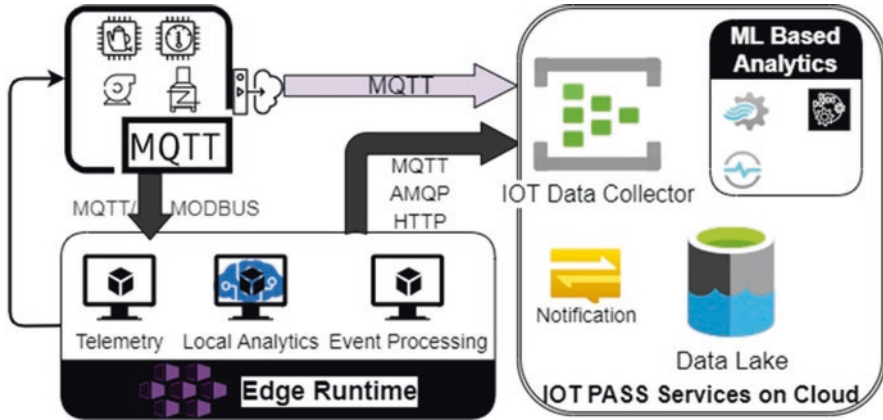 MQTT
MQTT
MQTT/ MODBUS
MQTT
AMQP
HTTP
Telemetry
Local Analytics
Event Processing
Edge Runtime
IOT Data Collector
ML Based
Analytics
Notification
Data Lake
IOT PASS Services on Cloud